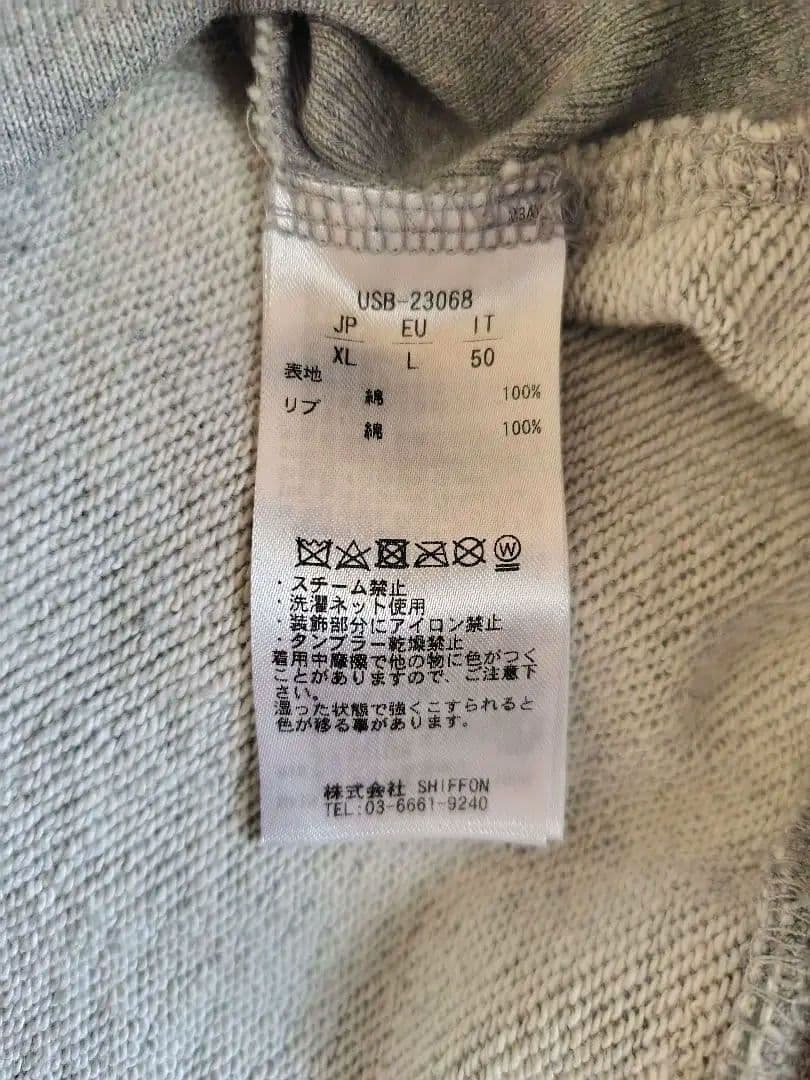 USB-23068
JP EU IT
XL L 50
表地
綿 100%
リブ
綿 100%
W
・スチーム禁止
・洗濯ネット使用
・装飾部分にアイロン禁止
・タンブラー乾燥禁止
着用中摩擦で他の物に色がつく
ことがありますので、ご注意下
さい。
湿った状態で強くこすられると
色が移る事があります。
株式会社 SHIFFON
TEL:03-6661-9240